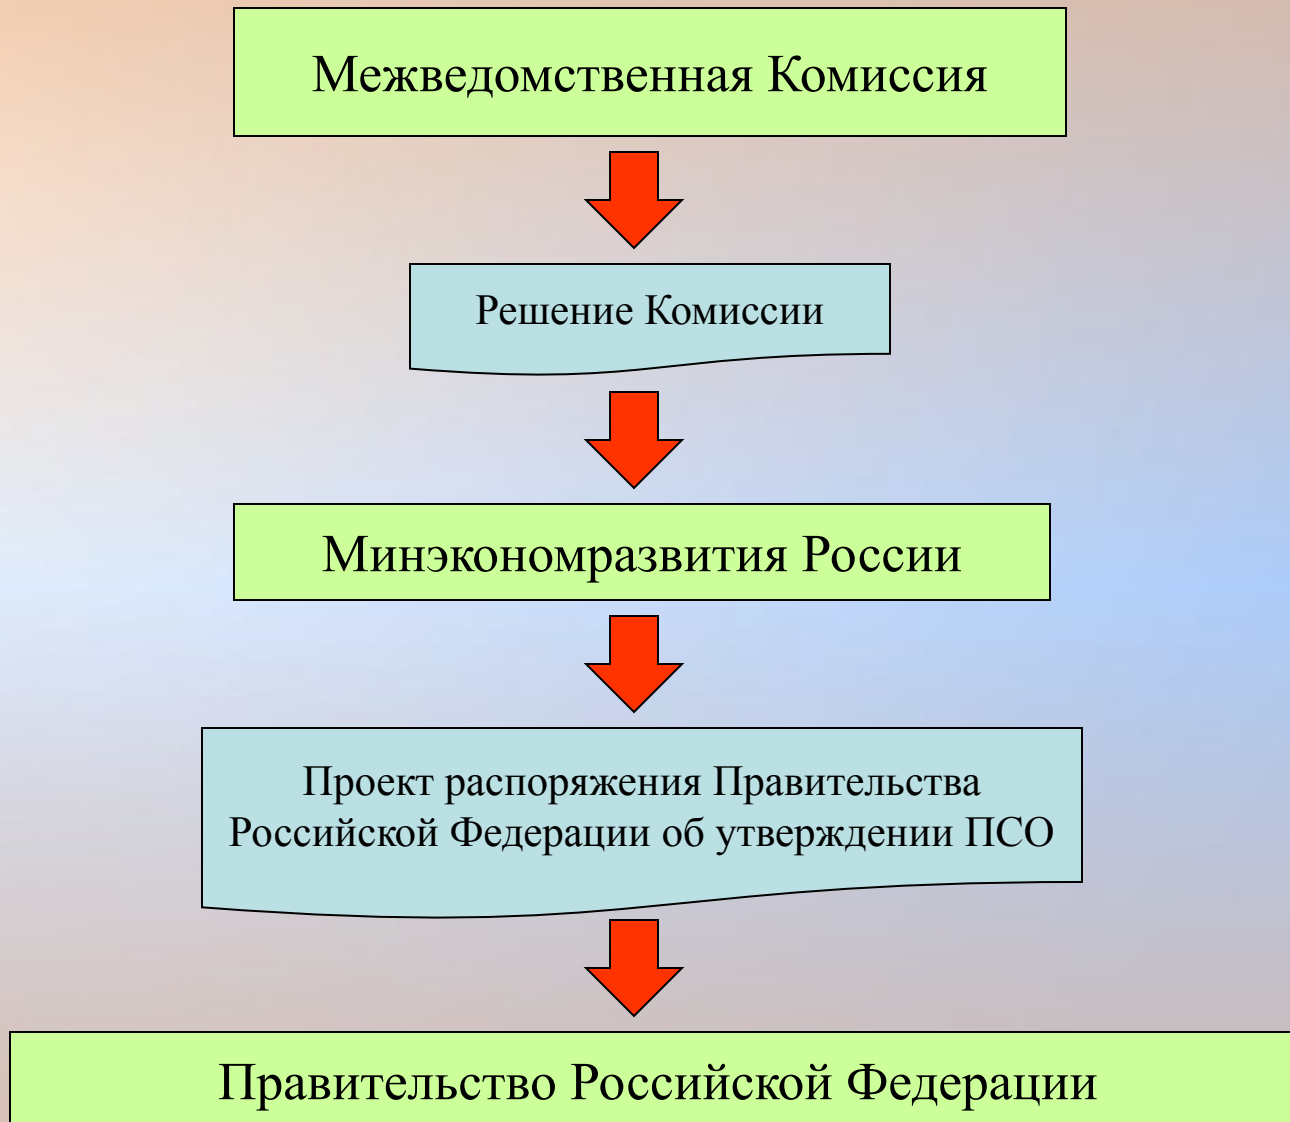 Межведомственная Комиссия
Решение Комиссии
Минэкономразвития России
Проект распоряжения Правительства
Российской Федерации об утверждении ПСО
Правительство Российской Федерации